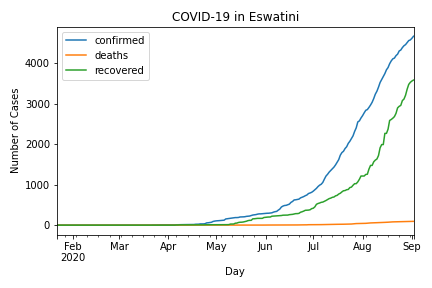 COVID-19 in Eswatini
confirmed
deaths
recovered
Number of Cases
4000
3000
2000
1000
0
Feb Mar Apr May Jun Jul Aug Sep
2020
Day